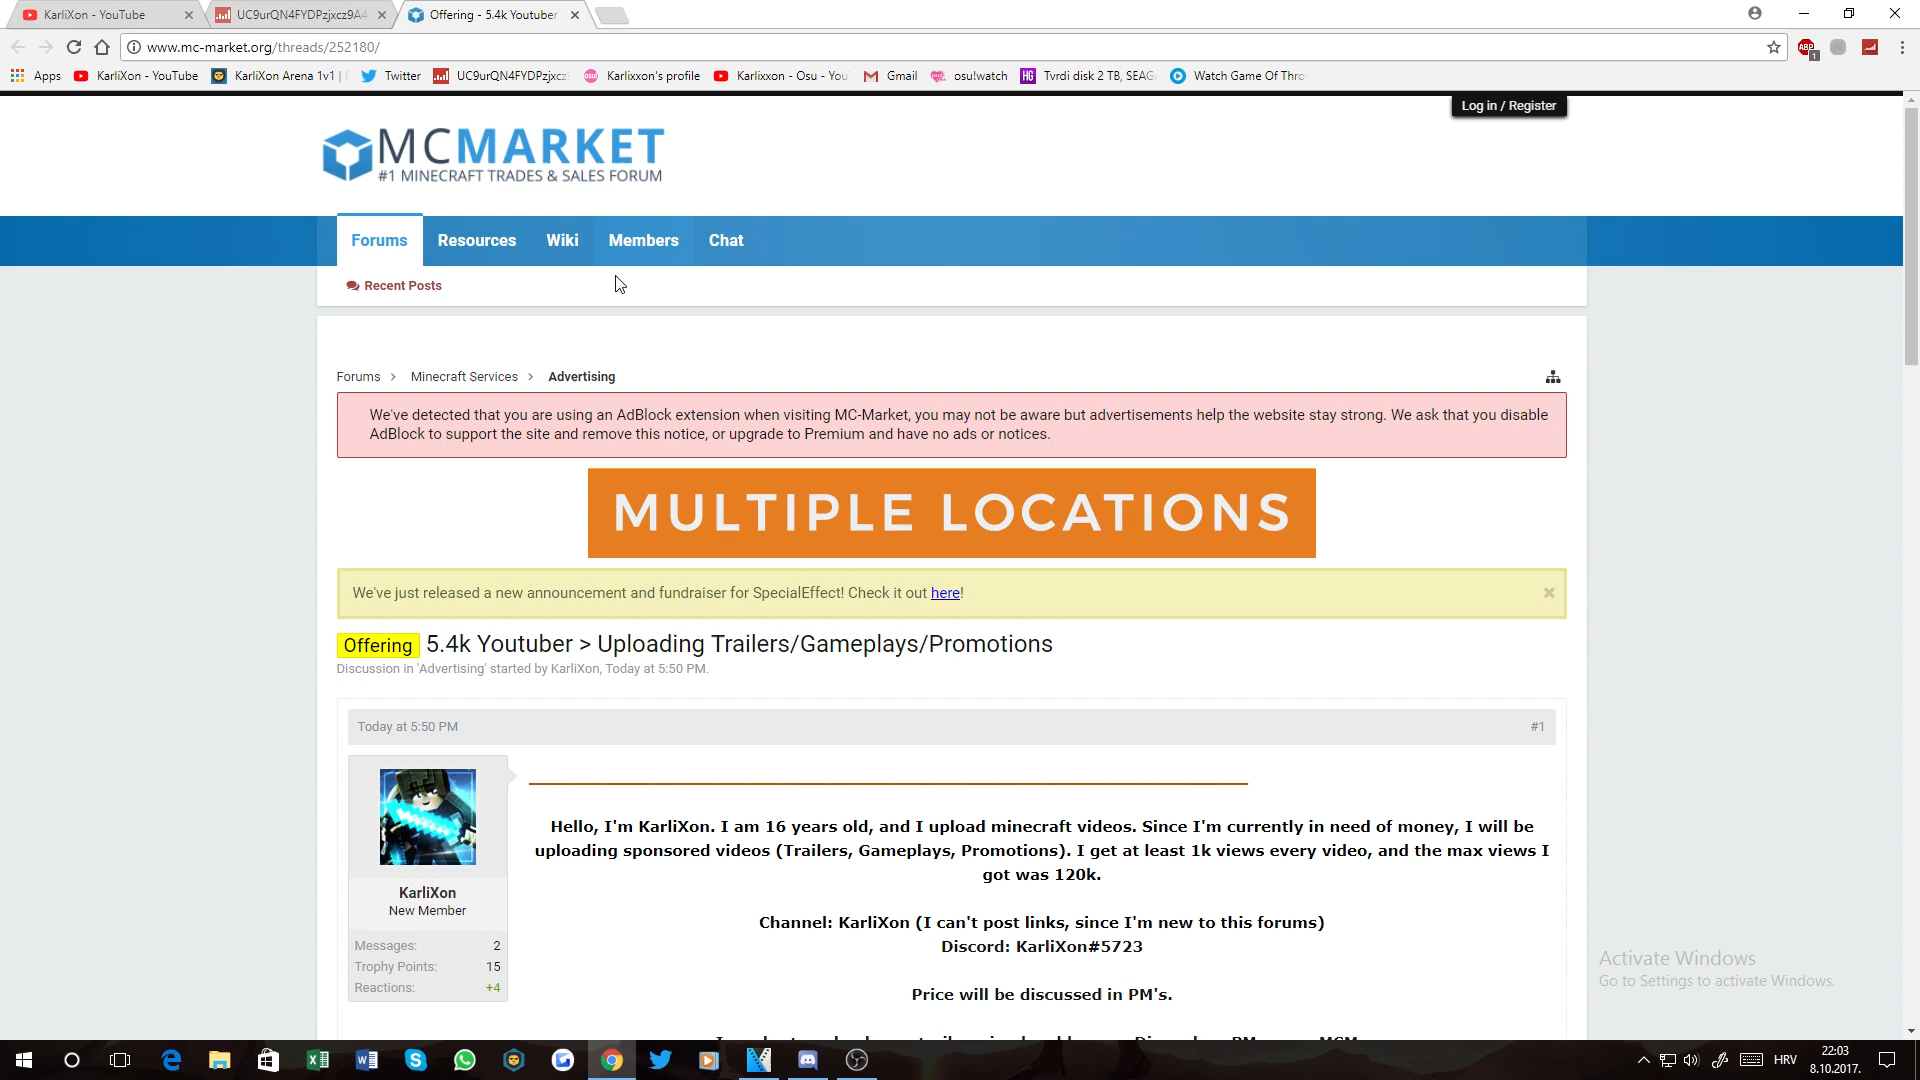 KarliXon - YouTube
UC9urQN4FYDPzjxcz9A4
Offering - 5.4k Youtuber
www.mc-market.org/threads/252180/
Apps
KarliXon - YouTube
KarliXon Arena 1v1 |
Twitter
UC9urQN4FYDPzjxcz
Karlixxon's profile
Karlixxon - Osu - You
Gmail
osu!watch
Tvrdi disk 2 TB, SEAG
Watch Game Of Thro
Log in / Register
MCMARKET
#1 MINECRAFT TRADES & SALES FORUM
Forums
Resources
Wiki
Members
Chat
Recent Posts
Forums > Minecraft Services > Advertising
We've detected that you are using an AdBlock extension when visiting MC-Market, you may not be aware but advertisements help the website stay strong. We ask that you disable
AdBlock to support the site and remove this notice, or upgrade to Premium and have no ads or notices.
MULTIPLE LOCATIONS
We've just released a new announcement and fundraiser for SpecialEffect! Check it out here!
Offering 5.4k Youtuber > Uploading Trailers/Gameplays/Promotions
Discussion in 'Advertising' started by KarliXon, Today at 5:50 PM.
Today at 5:50 PM
#1
Hello, I'm KarliXon. I am 16 years old, and I upload minecraft videos. Since I'm currently in need of money, I will be
uploading sponsored videos (Trailers, Gameplays, Promotions). I get at least 1k views every video, and the max views I
got was 120k.
KarliXon
New Member
Messages: 2
Trophy Points: 15
Reactions: +4
Channel: KarliXon (I can't post links, since I'm new to this forums)
Discord: KarliXon#5723
Price will be discussed in PM's.
Activate Windows
Go to Settings to activate Windows.
HRV
22:03
8.10.2017.